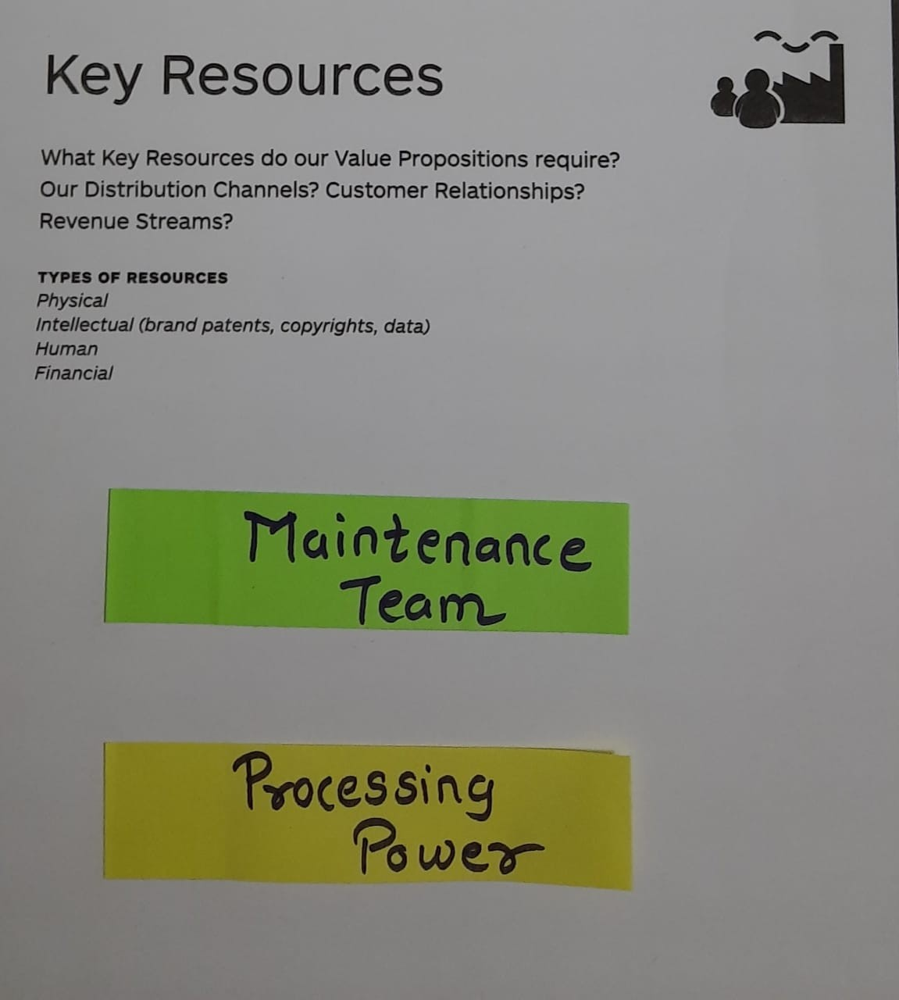 Key Resources
What Key Resources do our Value Propositions require?
Our Distribution Channels? Customer Relationships?
Revenue Streams?
TYPES OF RESOURCES
Physical
Intellectual (brand patents, copyrights, data)
Human
Financial
Maintenance
Team
Processing
Power